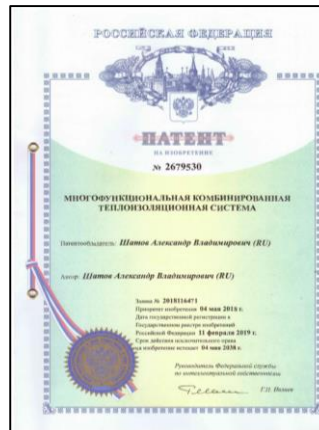 РОССИЙСКАЯ ФЕДЕРАЦИЯ
ПАТЕНТ
НА ИЗОБРЕТЕНИЕ
№ 2679530
МНОГОФУНКЦИОНАЛЬНАЯ КОМБИНИРОВАННАЯ
ТЕПЛОИЗОЛЯЦИОННАЯ СИСТЕМА
Патентообладатель: Шатов Александр Владимирович (RU)
Автор: Шатов Александр Владимирович (RU)
Заявка № 2018116471
Приоритет изобретения 04 мая 2018 г.
Дата государственной регистрации в
Государственном реестре изобретений
Российской Федерации 11 февраля 2019 г.
Срок действия исключительного права
на изобретение истекает 04 мая 2038 г.
Руководитель Федеральной службы
по интеллектуальной собственности
Г.П. Ивлиев